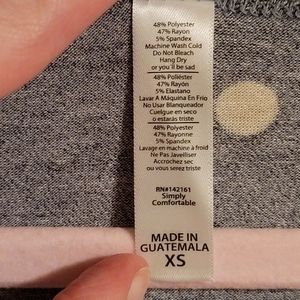 48% Polyester
47% Rayon
5% Spandex
Machine Wash Cold
Do Not Bleach
Hang Dry
or you'll be sad
48% Poliéster
47% Rayón
5% Elastano
Lavar A Máquina En Frío
No Usar Blanqueador
Cuelgue en seco
o estarás triste
48% Polyester
47% Rayonne
5% Spandex
Lavage en machine à froid
Ne Pas Javelliser
Accrochez sec
ou vous serez triste
RN#142161
Simply
Comfortable
MADE IN
GUATEMALA
XS